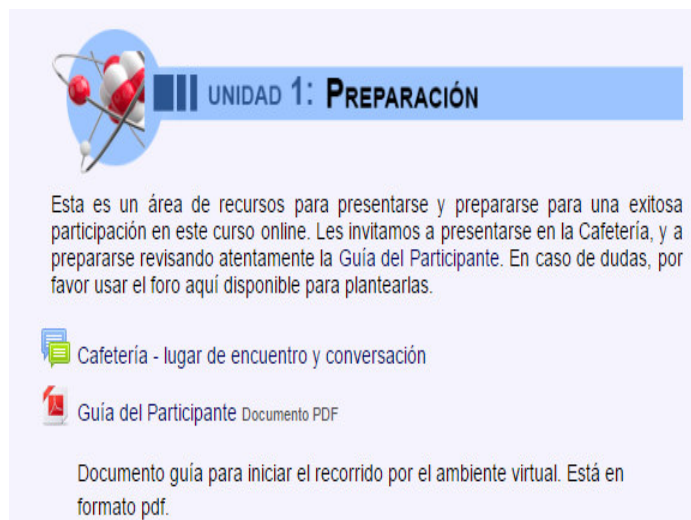 UNIDAD 1: PREPARACIÓN
Esta es un área de recursos para presentarse y prepararse para una exitosa
participación en este curso online. Les invitamos a presentarse en la Cafetería, y a
prepararse revisando atentamente la Guía del Participante. En caso de dudas, por
favor usar el foro aquí disponible para plantearlas.
Cafetería - lugar de encuentro y conversación
Guía del Participante Documento PDF
Documento guía para iniciar el recorrido por el ambiente virtual. Está en
formato pdf.